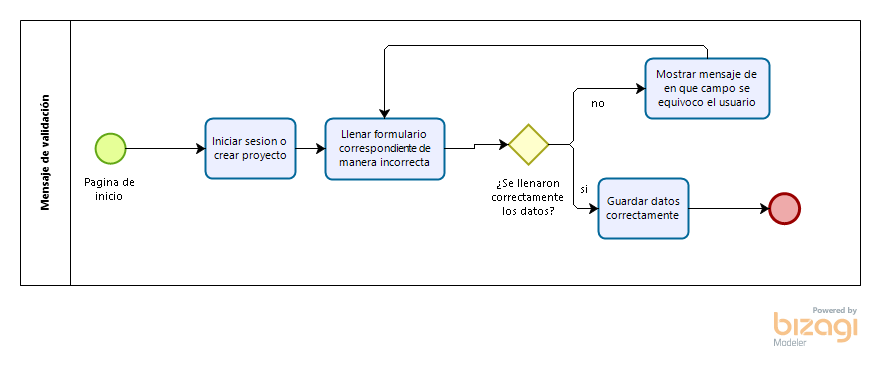 Mensaje de validación
Pagina de
inicio
Iniciar sesion o
crear proyecto
Llenar formulario
correspondiente de
manera incorrecta
¿Se llenaron
correctamente
los datos?
no
Mostrar mensaje de
en que campo se
equivoco el usuario
si
Guardar datos
correctamente
Powered by
bizagi
Modeler